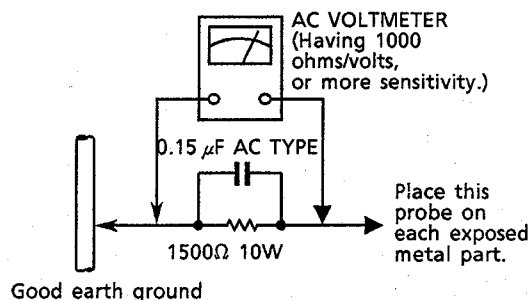 AC VOLTMETER
(Having 1000
ohms/volts,
or more sensitivity.)
0.15 μF AC TYPE
1500Ω 10W
Place this
probe on
each exposed
metal part.
Good earth ground